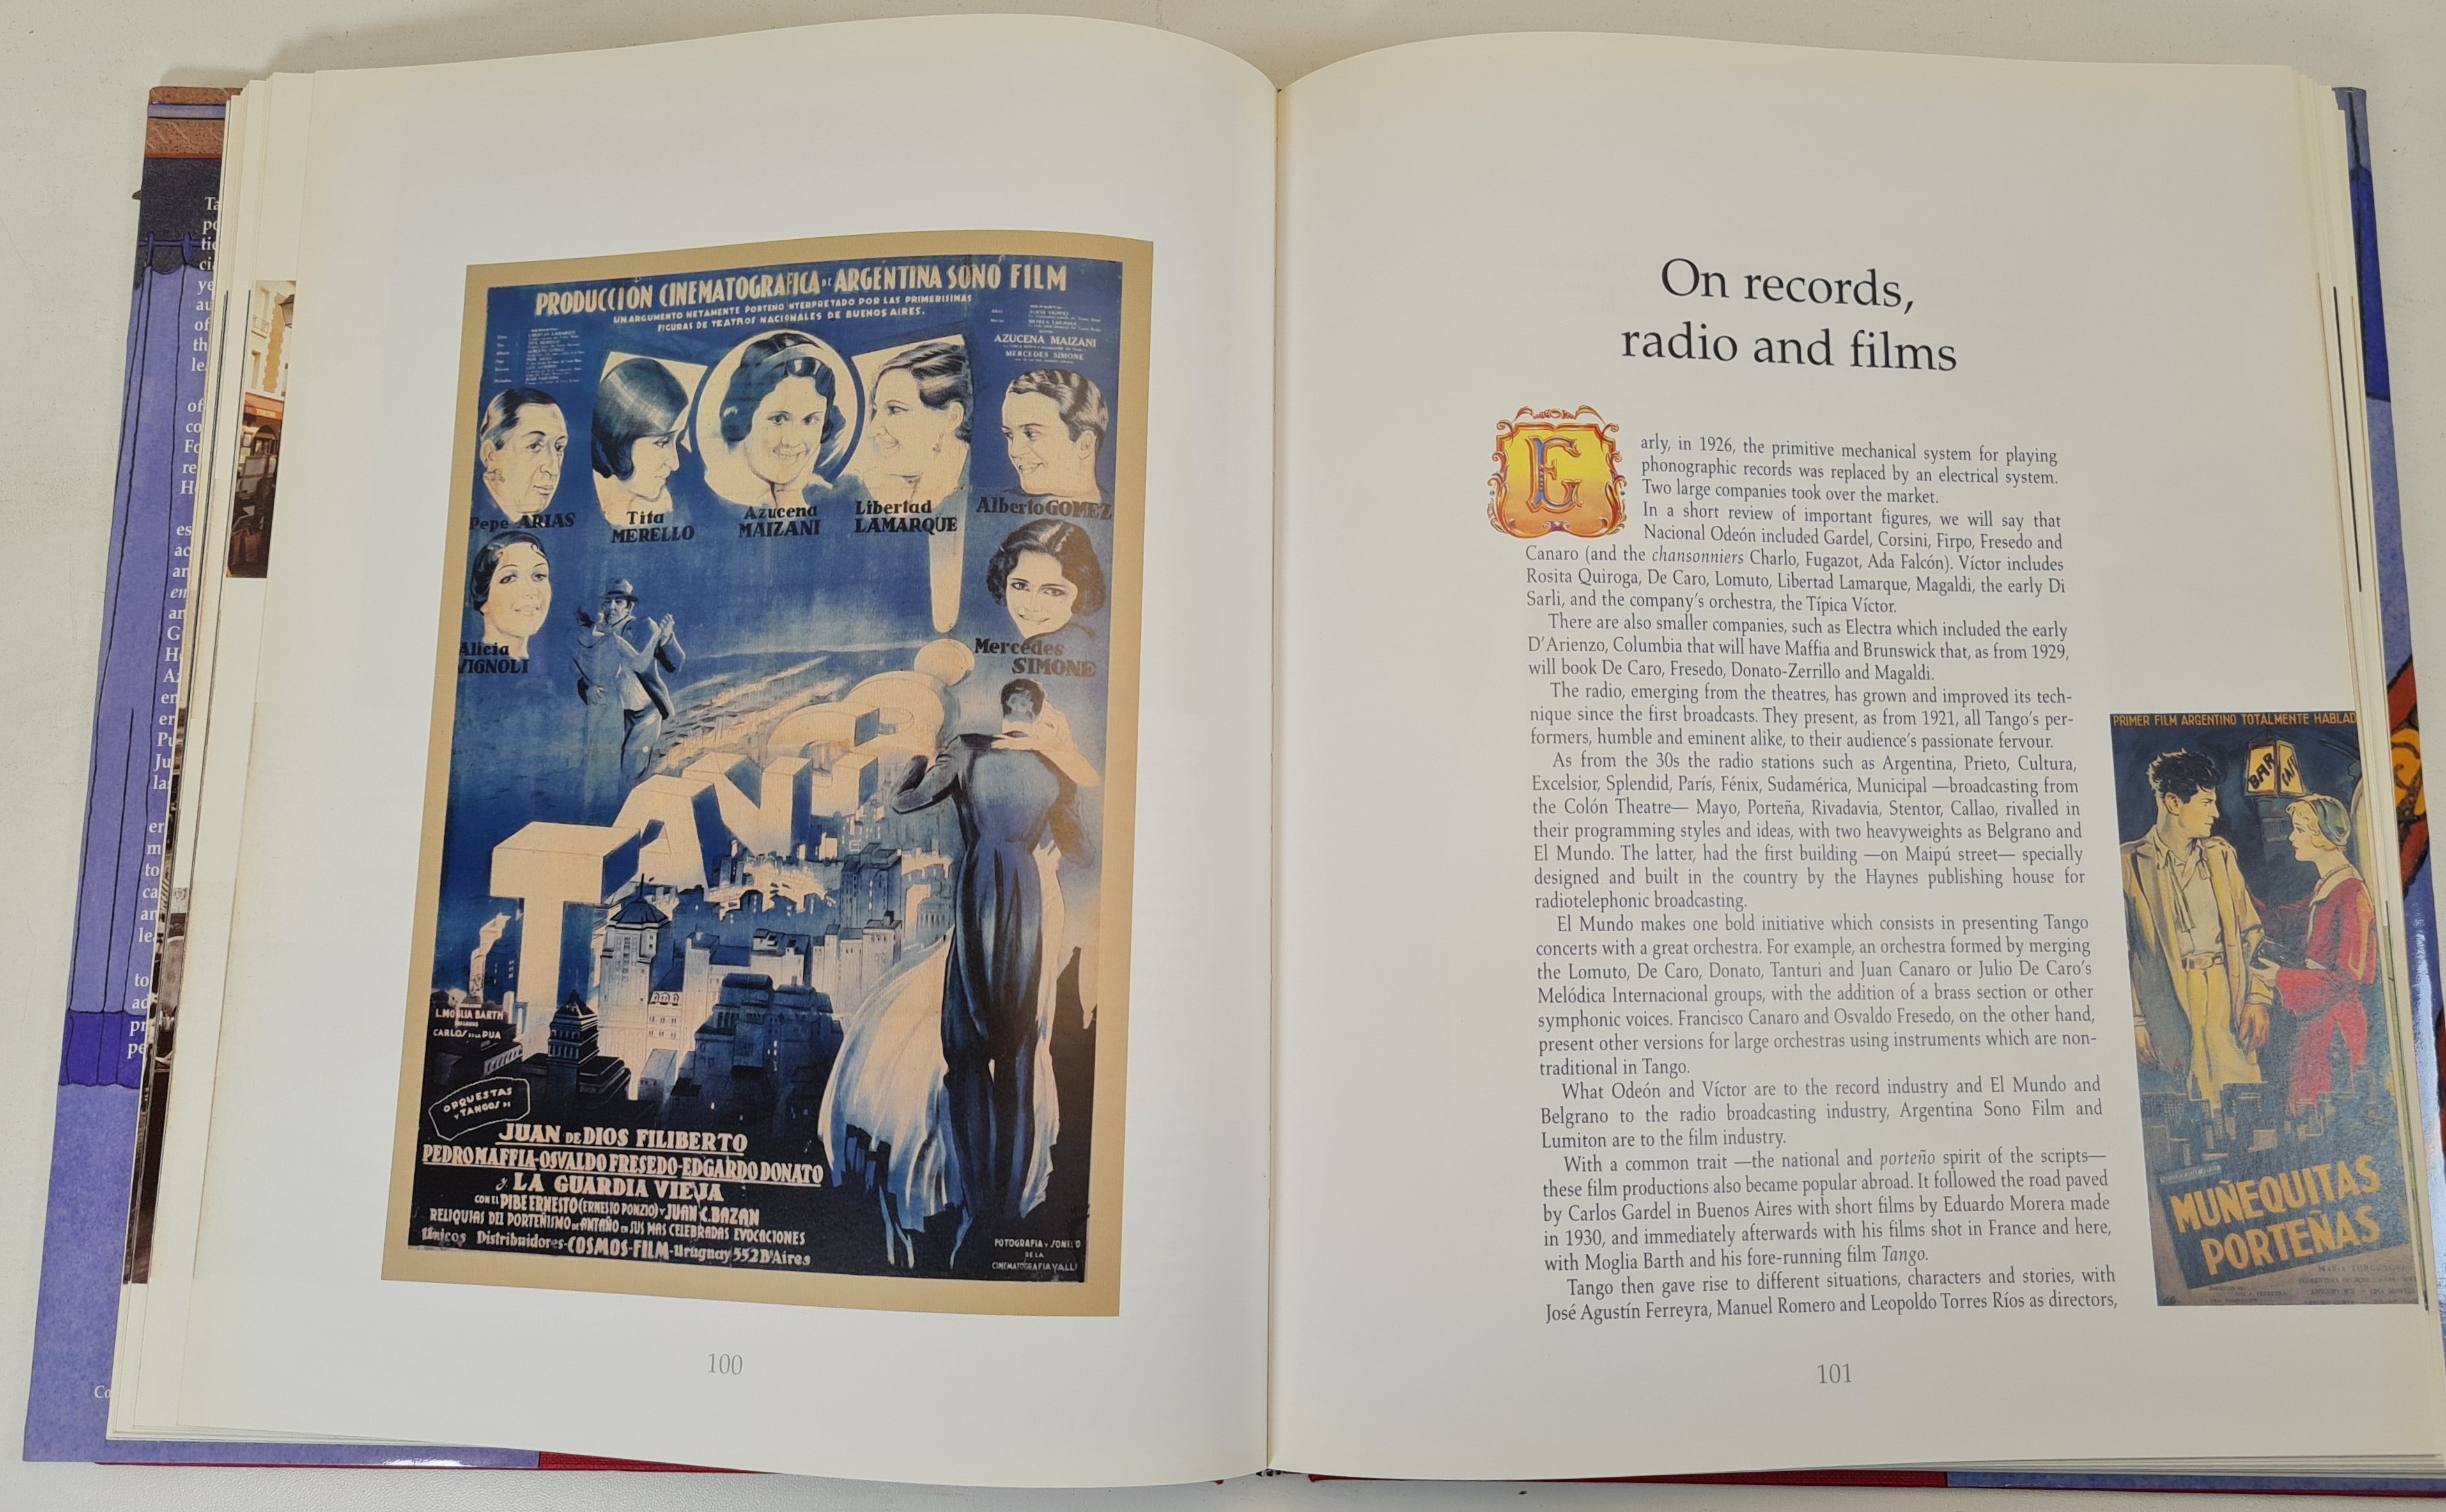 PRODUCCION CINEMATOGRAFICA DE ARGENTINA SONO FILM
UN ARGUMENTO NETAMENTE PORTEÑO INTERPRETADO POR LAS PRIMERISIMAS
FIGURAS DE TEATROS NACIONALES DE BUENOS AIRES.
AZUCENA MAIZANI
MERCEDES SIMONE
Pepe ARIAS
Tita
MERELLO
Azucena
MAIZANI
Libertad
LAMARQUE
Alberto GOMEZ
Alicia
VIGNOLI
Mercedes
SIMONE
TANGO
L. MOGLIA BARTH
CARLOS DE LA PUA
ORQUESTAS
Y TANGOS DE
JUAN DE DIOS FILIBERTO
PEDRO MAFFIA-OSVALDO FRESEDO-EDGARDO DONATO
y LA GUARDIA VIEJA
CON EL PIBE ERNESTO (ERNESTO PONZIO) Y JUAN C. BAZAN
RELIQUIAS DEL PORTEÑISMO DE ANTAÑO EN SUS MAS CELEBRADAS EVOCACIONES
Unicos Distribuidores-COSMOS-FILM-Uruguay 552 Bs Aires
FOTOGRAFIA Y SONIDO
DE LA
CINEMATOGRAFIA VALLE
100
On records,
radio and films
Early, in 1926, the primitive mechanical system for playing
phonographic records was replaced by an electrical system.
Two large companies took over the market.
In a short review of important figures, we will say that
Nacional Odeón included Gardel, Corsini, Firpo, Fresedo and
Canaro (and the chansonniers Charlo, Fugazot, Ada Falcón). Víctor includes
Rosita Quiroga, De Caro, Lomuto, Libertad Lamarque, Magaldi, the early Di
Sarli, and the company's orchestra, the Típica Víctor.
There are also smaller companies, such as Electra which included the early
D'Arienzo, Columbia that will have Maffia and Brunswick that, as from 1929,
will book De Caro, Fresedo, Donato-Zerrillo and Magaldi.
The radio, emerging from the theatres, has grown and improved its tech-
nique since the first broadcasts. They present, as from 1921, all Tango's per-
formers, humble and eminent alike, to their audience's passionate fervour.
As from the 30s the radio stations such as Argentina, Prieto, Cultura,
Excelsior, Splendid, París, Fénix, Sudamérica, Municipal —broadcasting from
the Colón Theatre— Mayo, Porteña, Rivadavia, Stentor, Callao, rivalled in
their programming styles and ideas, with two heavyweights as Belgrano and
El Mundo. The latter, had the first building —on Maipú street— specially
designed and built in the country by the Haynes publishing house for
radiotelephonic broadcasting.
El Mundo makes one bold initiative which consists in presenting Tango
concerts with a great orchestra. For example, an orchestra formed by merging
the Lomuto, De Caro, Donato, Tanturi and Juan Canaro or Julio De Caro's
Melódica Internacional groups, with the addition of a brass section or other
symphonic voices. Francisco Canaro and Osvaldo Fresedo, on the other hand,
present other versions for large orchestras using instruments which are non-
traditional in Tango.
What Odeón and Víctor are to the record industry and El Mundo and
Belgrano to the radio broadcasting industry, Argentina Sono Film and
Lumiton are to the film industry.
With a common trait —the national and porteño spirit of the scripts—
these film productions also became popular abroad. It followed the road paved
by Carlos Gardel in Buenos Aires with short films by Eduardo Morera made
in 1930, and immediately afterwards with his films shot in France and here,
with Moglia Barth and his fore-running film Tango.
Tango then gave rise to different situations, characters and stories, with
José Agustín Ferreyra, Manuel Romero and Leopoldo Torres Ríos as directors,
101
PRIMER FILM ARGENTINO TOTALMENTE HABLAD
BAR
MUÑEQUITAS
PORTEÑAS